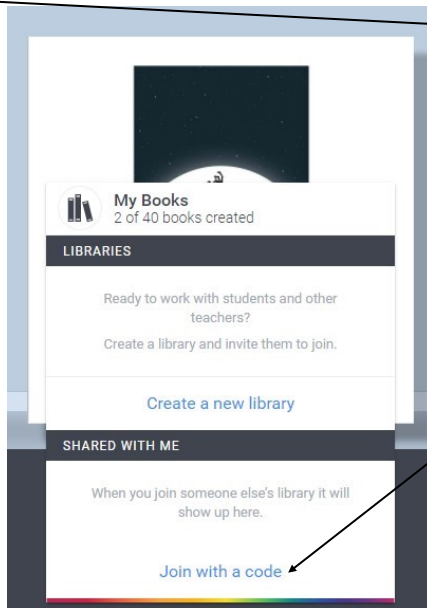 My Books
2 of 40 books created
LIBRARIES
Ready to work with students and other
teachers?
Create a library and invite them to join.
Create a new library
SHARED WITH ME
When you join someone else's library it will
show up here.
Join with a code